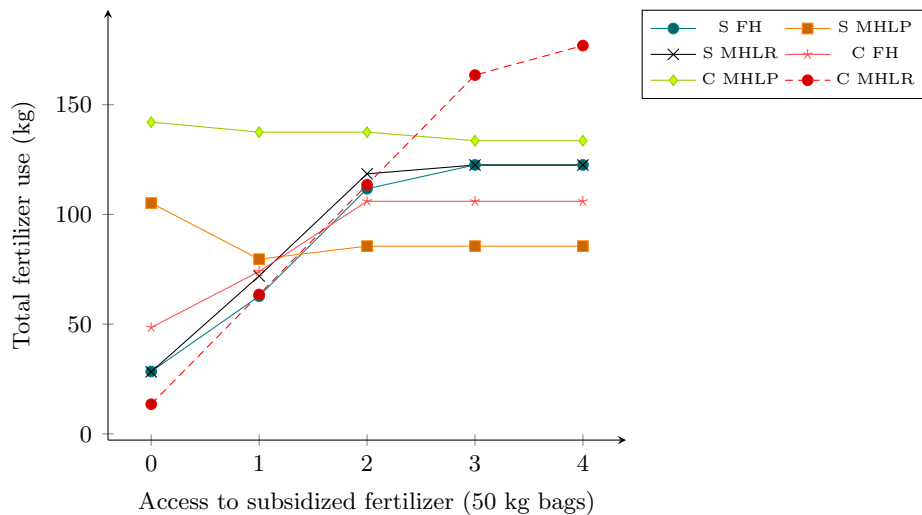 S FH S MHLP
S MHLR C FH
C MHLP C MHLR
Total fertilizer use (kg)
150
100
50
0
0 1 2 3 4
Access to subsidized fertilizer (50 kg bags)